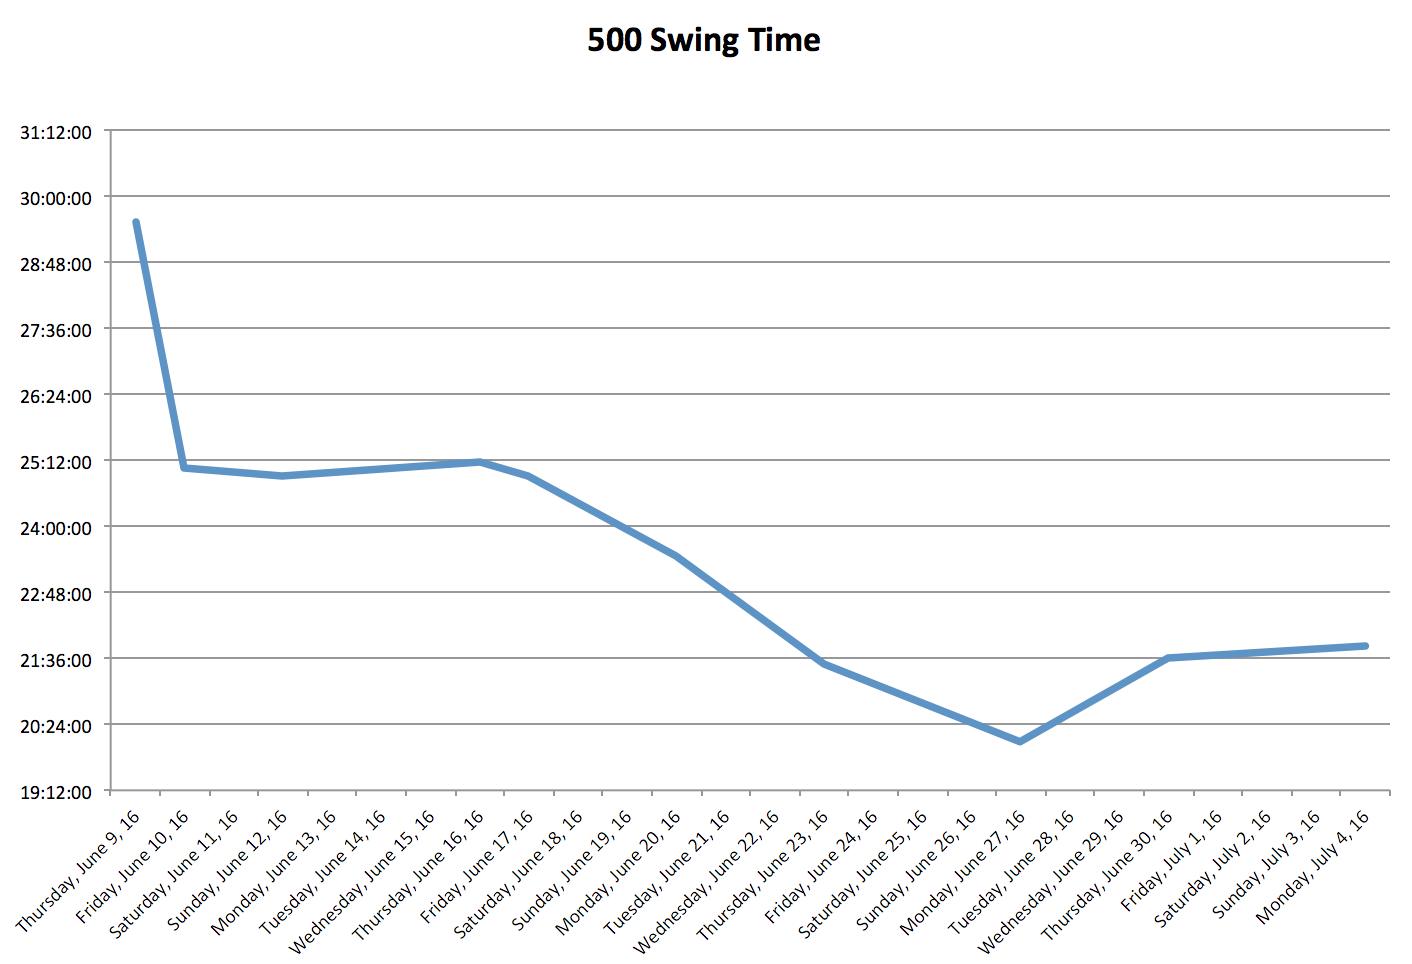 500 Swing Time
31:12:00
30:00:00
28:48:00
27:36:00
26:24:00
25:12:00
24:00:00
22:48:00
21:36:00
20:24:00
19:12:00
Thursday, June 9, 16
Friday, June 10, 16
Saturday, June 11, 16
Sunday, June 12, 16
Monday, June 13, 16
Tuesday, June 14, 16
Wednesday, June 15, 16
Thursday, June 16, 16
Friday, June 17, 16
Saturday, June 18, 16
Sunday, June 19, 16
Monday, June 20, 16
Tuesday, June 21, 16
Wednesday, June 22, 16
Thursday, June 23, 16
Friday, June 24, 16
Saturday, June 25, 16
Sunday, June 26, 16
Monday, June 27, 16
Tuesday, June 28, 16
Wednesday, June 29, 16
Thursday, June 30, 16
Friday, July 1, 16
Saturday, July 2, 16
Sunday, July 3, 16
Monday, July 4, 16